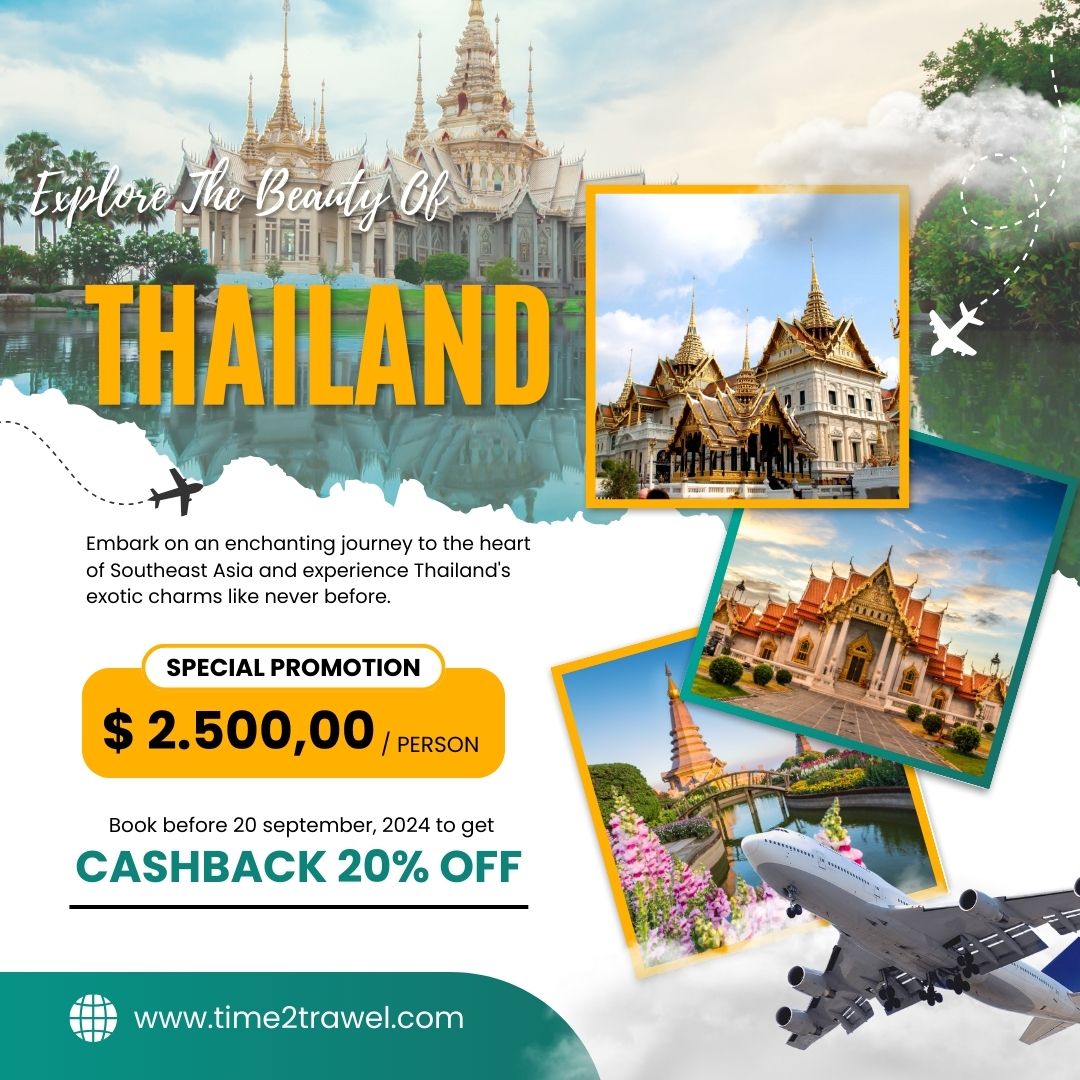 Explore The Beauty Of
THAILAND
Embark on an enchanting journey to the heart
of Southeast Asia and experience Thailand's
exotic charms like never before.
SPECIAL PROMOTION
$ 2.500,00 / PERSON
Book before 20 september, 2024 to get
CASHBACK 20% OFF
www.time2trawel.com